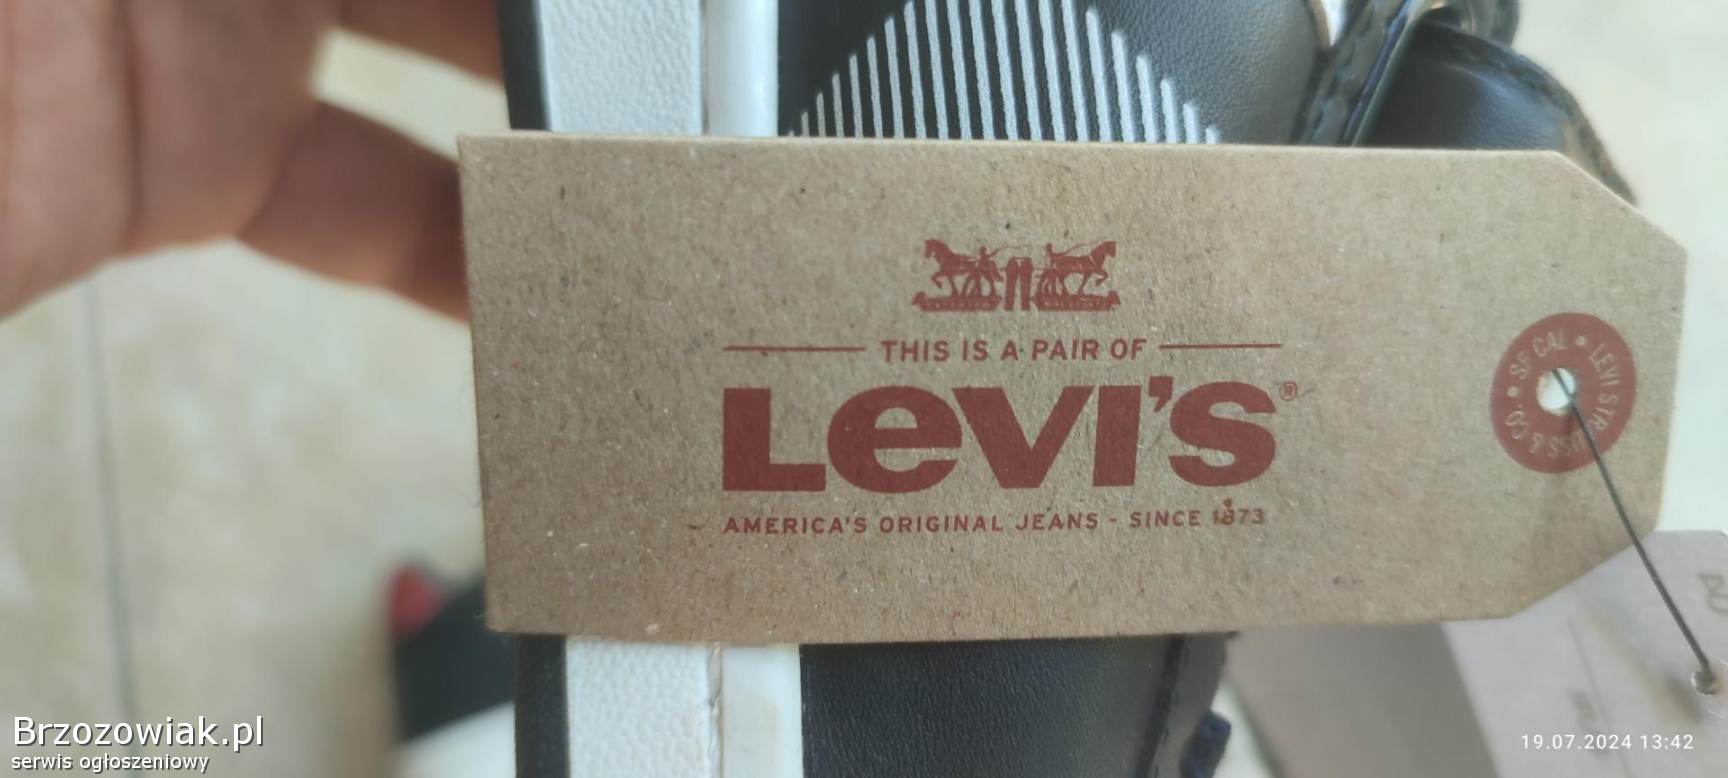 THIS IS A PAIR OF
LEVI'S®
AMERICA'S ORIGINAL JEANS - SINCE 1873
SF CAL • LEVI STRAUSS & CO. •
Brzozowiak.pl
serwis ogłoszeniowy
19.07.2024 13:42